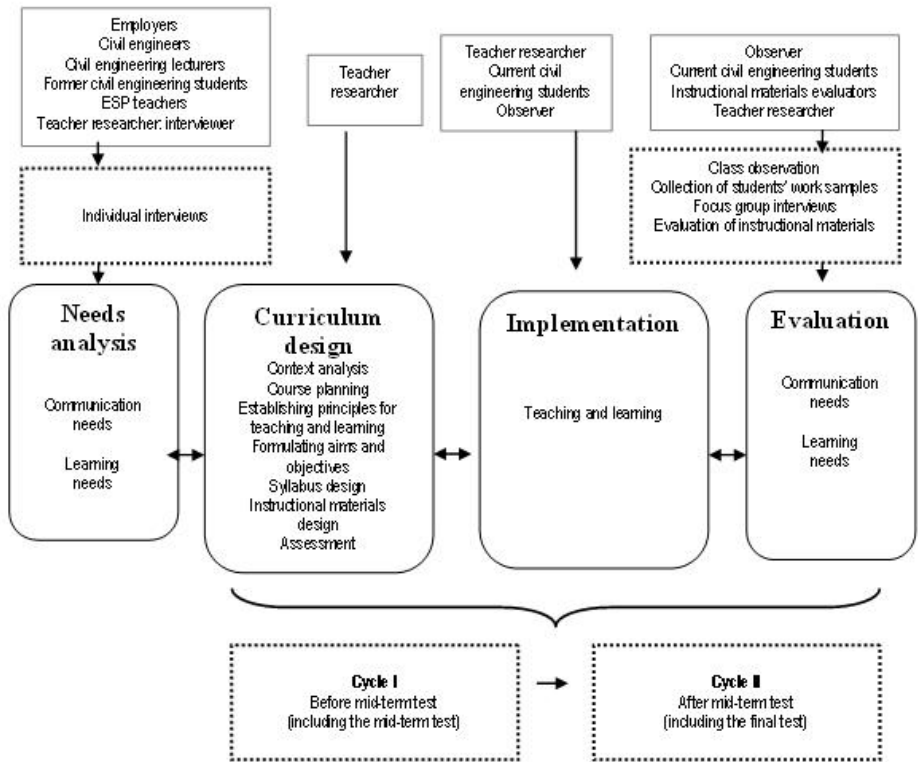 Employers
Civil engineers
Civil engineering lecturers
Former civil engineering students
ESP teachers
Teacher researcher: interviewer
Teacher
researcher
Teacher researcher
Current civil
engineering students
Observer
Observer
Current civil engineering students
Instructional materials evaluators
Teacher researcher
Individual interviews
Class observation
Collection of students' work samples
Focus group interviews
Evaluation of instructional materials
Needs
analysis
Communication
needs
Learning
needs
Curriculum
design
Context analysis
Course planning
Establishing principles for
teaching and learning
Formulating aims and
objectives
Syllabus design
Instructional materials
design
Assessment
Implementation
Teaching and learning
Evaluation
Communication
needs
Learning
needs
Cycle I
Before mid-term test
(including the mid-term test)
Cycle II
After mid-term test
(including the final test)